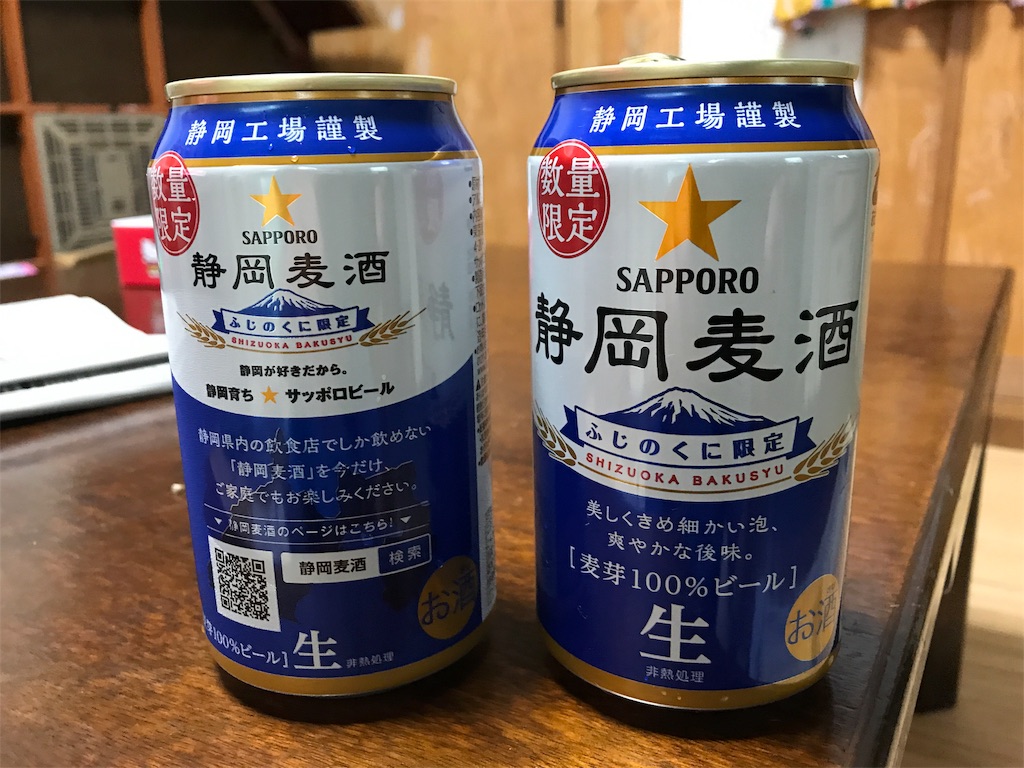 静岡工場謹製
数量
限定
SAPPORO
静岡麦酒
ふじのくに限定
SHIZUOKA BAKUSYU
静岡が好きだから。
静岡育ち★サッポロビール
静岡県内の飲食店でしか飲めない
「静岡麦酒」を今だけ、
ご家庭でもお楽しみください。
▼静岡麦酒のページはこちら!▼
静岡麦酒 検索
お酒
芽100%ビール]
生 非熱処理
静岡工場謹製
数量
限定
SAPPORO
静岡麦酒
ふじのくに限定
SHIZUOKA BAKUSYU
美しくきめ細かい泡、
爽やかな後味。
[麦芽100%ビール]
生
非熱処理
お酒